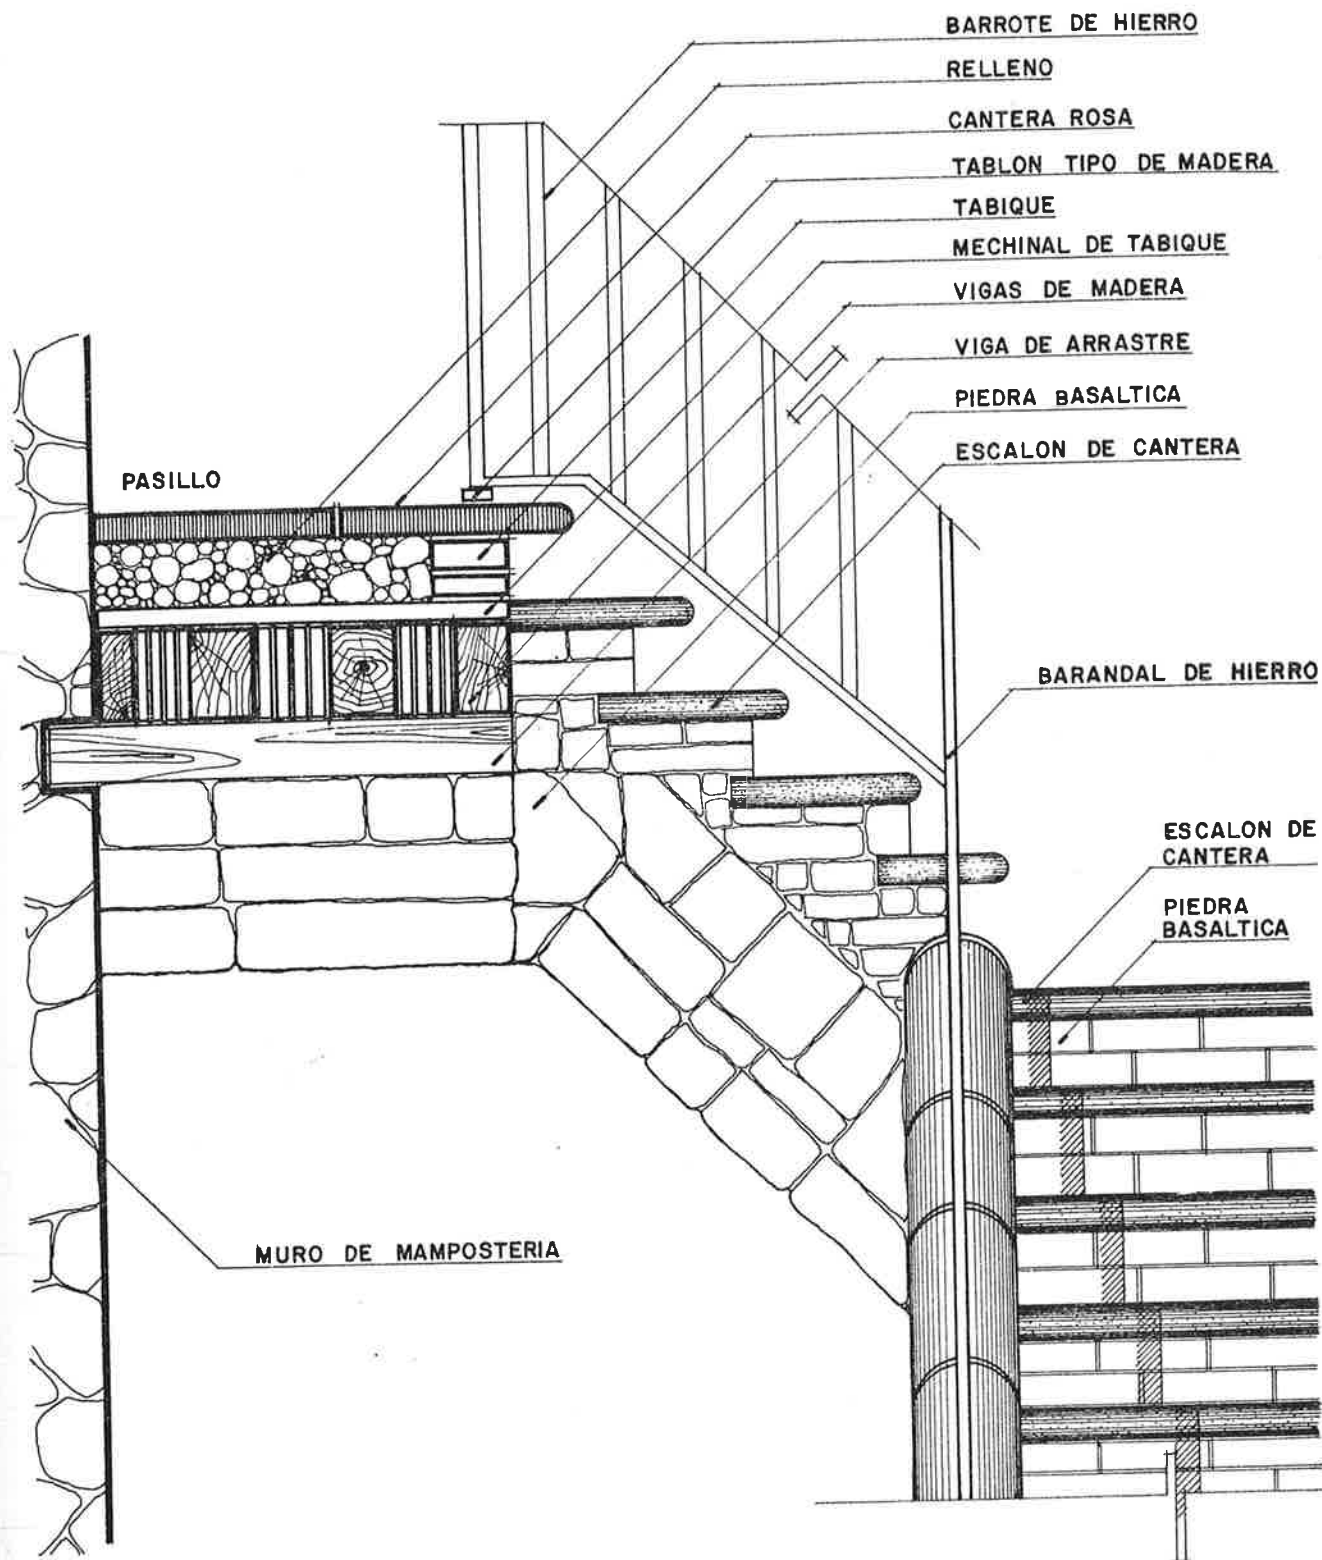 BARROTE DE HIERRO
RELLENO
CANTERA ROSA
TABLON TIPO DE MADERA
TABIQUE
MECHINAL DE TABIQUE
VIGAS DE MADERA
VIGA DE ARRASTRE
PIEDRA BASALTICA
ESCALON DE CANTERA
PASILLO
BARANDAL DE HIERRO
ESCALON DE
CANTERA
PIEDRA
BASALTICA
MURO DE MAMPOSTERIA